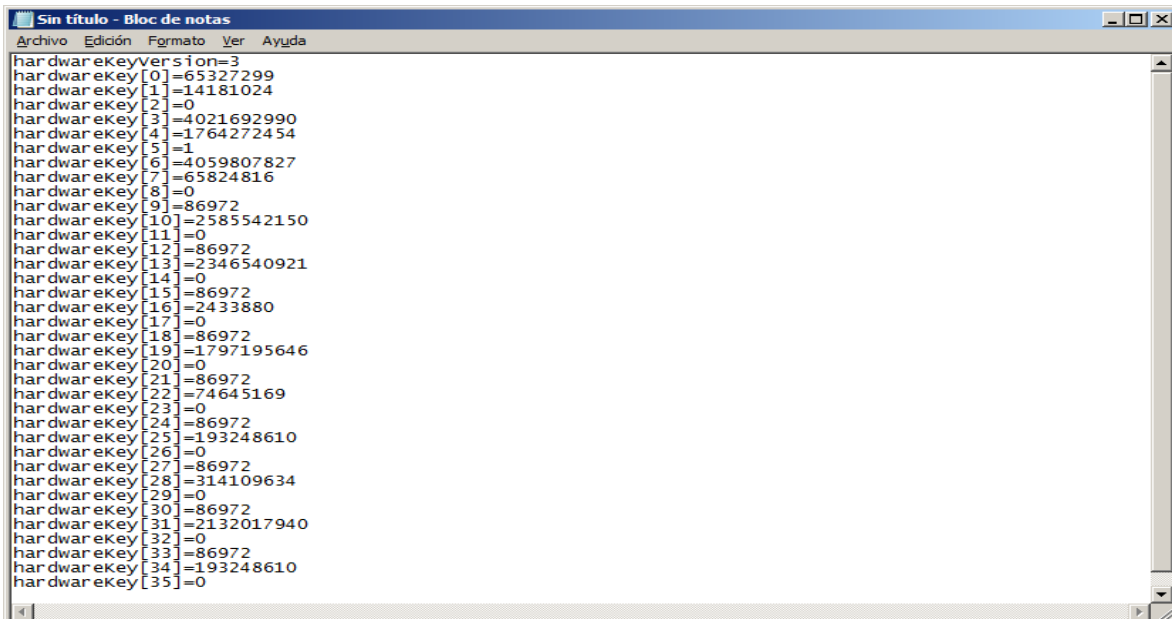 Sin título - Bloc de notas
Archivo Edición Formato Ver Ayuda
hardwareKeyVersion=3
hardwareKey[0]=65327299
hardwareKey[1]=14181024
hardwareKey[2]=0
hardwareKey[3]=4021692990
hardwareKey[4]=1764272454
hardwareKey[5]=1
hardwareKey[6]=4059807827
hardwareKey[7]=65824816
hardwareKey[8]=0
hardwareKey[9]=86972
hardwareKey[10]=2585542150
hardwareKey[11]=0
hardwareKey[12]=86972
hardwareKey[13]=2346540921
hardwareKey[14]=0
hardwareKey[15]=86972
hardwareKey[16]=2433880
hardwareKey[17]=0
hardwareKey[18]=86972
hardwareKey[19]=1797195646
hardwareKey[20]=0
hardwareKey[21]=86972
hardwareKey[22]=74645169
hardwareKey[23]=0
hardwareKey[24]=86972
hardwareKey[25]=193248610
hardwareKey[26]=0
hardwareKey[27]=86972
hardwareKey[28]=314109634
hardwareKey[29]=0
hardwareKey[30]=86972
hardwareKey[31]=2132017940
hardwareKey[32]=0
hardwareKey[33]=86972
hardwareKey[34]=193248610
hardwareKey[35]=0